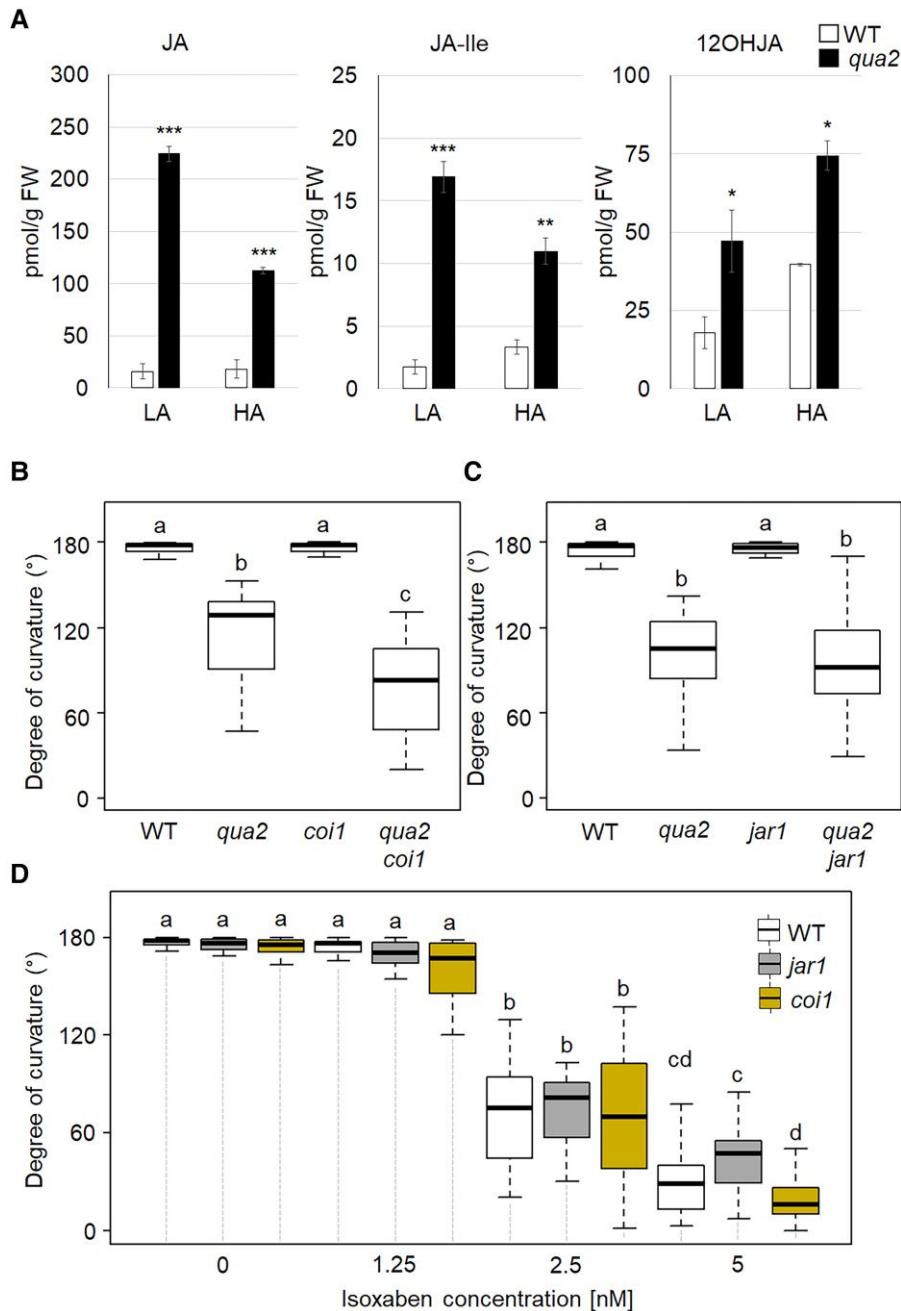 A
JA
JA-Ile
12OHJA
WT
qua2
300
250
200
150
100
50
0
pmol/g FW
***
***
LA
HA
25
20
15
10
5
0
pmol/g FW
***
**
LA
HA
100
75
50
25
0
pmol/g FW
*
*
LA
HA
B
Degree of curvature (°)
180
120
60
0
a
b
a
c
WT
qua2
coi1
qua2 
coi1
C
Degree of curvature (°)
180
120
60
0
a
b
a
b
WT
qua2
jar1
qua2
jar1
D
Degree of curvature (°)
180
120
60
0
a a a a a a
b b b
cd c d
WT
jar1
coi1
0 1.25 2.5 5
Isoxaben concentration [nM]